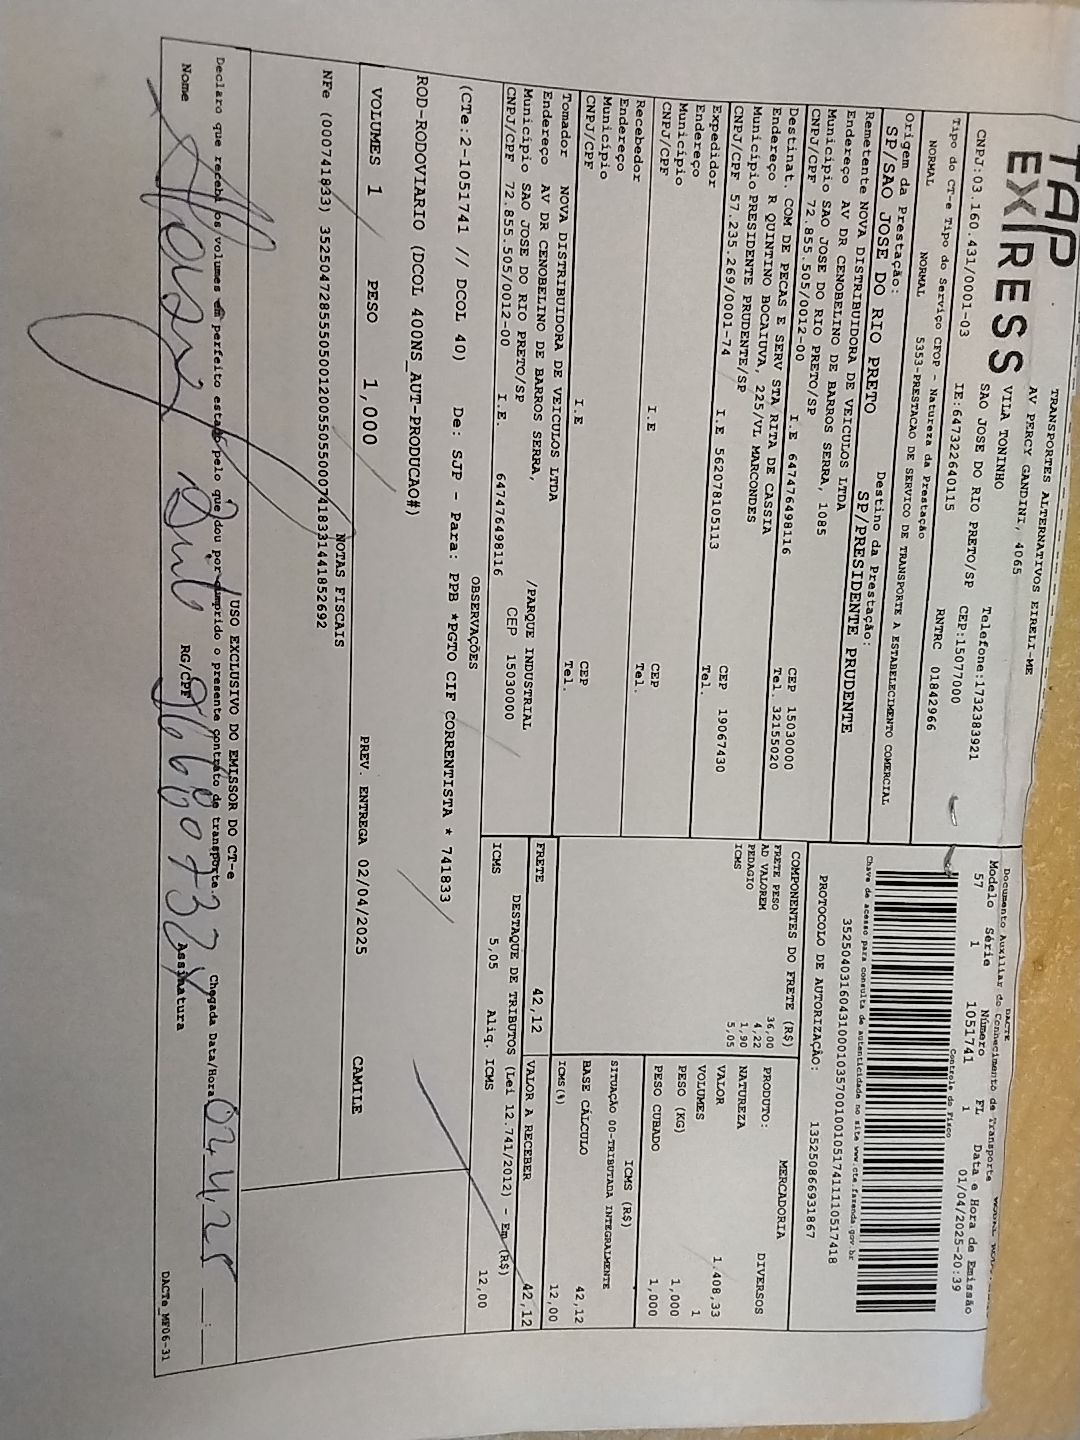 TAP
EXPRESS
TRANSPORTES ALTERNATIVOS EIRELI-ME
AV PERCY GANDINI, 4065
VILA TONINHO
SAO JOSE DO RIO PRETO/SP Telefone:1732383921
CNPJ:03.160.431/0001-03 IE:647322640115 CEP:15077000
Tipo do CT-e Tipo do Serviço CFOP - Natureza da Prestação RNTRC 01842966
NORMAL NORMAL 5353-PRESTACAO DE SERVICO DE TRANSPORTE A ESTABELECIMENTO COMERCIAL
DACTE
Documento Auxiliar do Conhecimento de Transporte
Modelo Série Número FL Data e Hora de Emissão
57 1 1051741 1 01/04/2025-20:39
Controle do Fisco
Chave de acesso para consulta de autenticidade no site www.cte.fazenda.gov.br
35250403160431000103570010010517411110517418
PROTOCOLO DE AUTORIZAÇÃO: 135250866931867
Origem da Prestação: Destino da Prestação:
SP/SAO JOSE DO RIO PRETO SP/PRESIDENTE PRUDENTE
Remetente NOVA DISTRIBUIDORA DE VEICULOS LTDA
Endereço AV DR CENOBELINO DE BARROS SERRA, 1085
Município SAO JOSE DO RIO PRETO/SP CEP 15030000
CNPJ/CPF 72.855.505/0012-00 I.E 647476498116 Tel. 32155020
Destinat. COM DE PECAS E SERV STA RITA DE CASSIA
Endereço R QUINTINO BOCAIUVA, 225/VL MARCONDES
Município PRESIDENTE PRUDENTE/SP CEP 19067430
CNPJ/CPF 57.235.269/0001-74 I.E 562078105113 Tel.
Expedidor
Endereço
Município CEP
CNPJ/CPF I.E Tel.
Recebedor
Endereço
Município CEP
CNPJ/CPF I.E Tel.
Tomador NOVA DISTRIBUIDORA DE VEICULOS LTDA
Endereço AV DR CENOBELINO DE BARROS SERRA, /PARQUE INDUSTRIAL
Município SAO JOSE DO RIO PRETO/SP CEP 15030000
CNPJ/CPF 72.855.505/0012-00 I.E. 647476498116
COMPONENTES DO FRETE (R$)
FRETE PESO 36,00
AD VALOREM 4,22
PEDAGIO 1,90
ICMS 5,05
MERCADORIA
PRODUTO: DIVERSOS
NATUREZA
VALOR 1.408,33
VOLUMES 1
PESO (KG) 1,000
PESO CUBADO 1,000
ICMS (R$)
SITUAÇÃO 00-TRIBUTADA INTEGRALMENTE
BASE CÁLCULO 42,12
ICMS(%) 12,00
FRETE 42,12 VALOR A RECEBER 42,12
DESTAQUE DE TRIBUTOS (Lei 12.741/2012) - Em (R$)
ICMS 5,05 Aliq. ICMS 12,00
OBSERVAÇÕES
(CTe:2-1051741 // DCOL 40) De: SJP - Para: PPB *PGTO CIF CORRENTISTA * 741833
ROD-RODOVIARIO (DCOL 400NS_AUT-PRODUCAO#)
VOLUMES 1 PESO 1,000 PREV. ENTREGA 02/04/2025 CAMILE
NOTAS FISCAIS
NFe (000741833) 35250472855505001200550550007418331441852692
USO EXCLUSIVO DO EMISSOR DO CT-e
Declaro que recebi os volumes em perfeito estado pelo que dou por cumprido o presente contrato de transporte. Chegada Data/Hora 02 4, 25 __:__
Nome RG/CPF Assinatura
DACTe_MF06-31